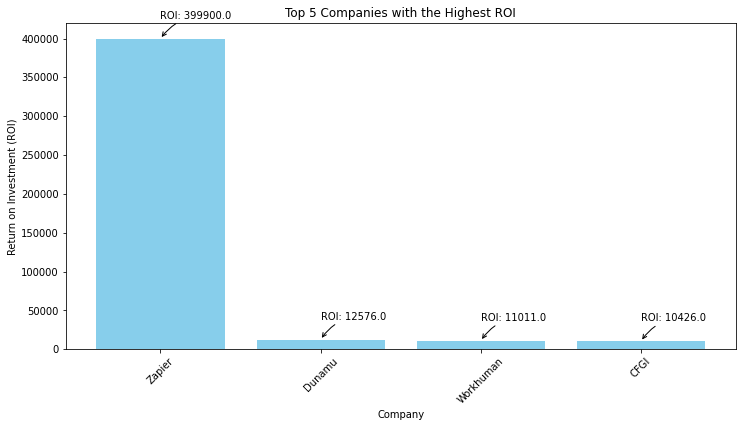 Top 5 Companies with the Highest ROI
ROI: 399900.0
ROI: 12576.0
ROI: 11011.0
ROI: 10426.0
Return on Investment (ROI)
400000
350000
300000
250000
200000
150000
100000
50000
0
Zapier
Dunamu
Workhuman
CFGI
Company